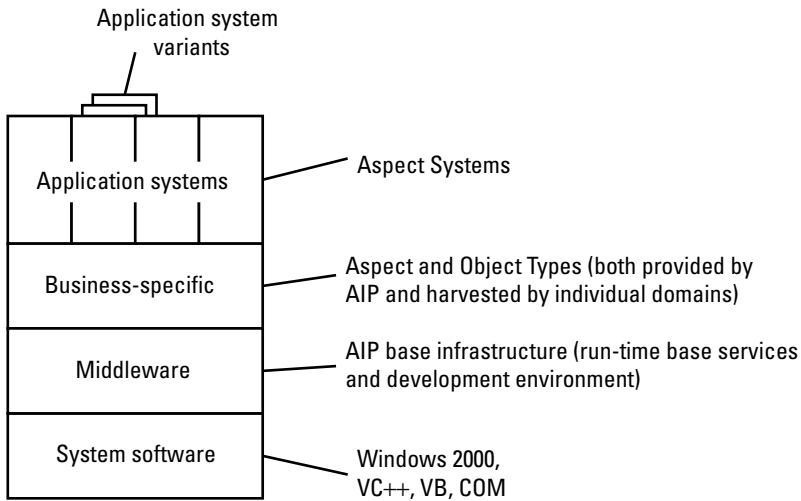 Application system
variants
Application systems
Aspect Systems
Business-specific
Aspect and Object Types (both provided by
AIP and harvested by individual domains)
Middleware
AIP base infrastructure (run-time base services
and development environment)
System software
Windows 2000,
VC++, VB, COM